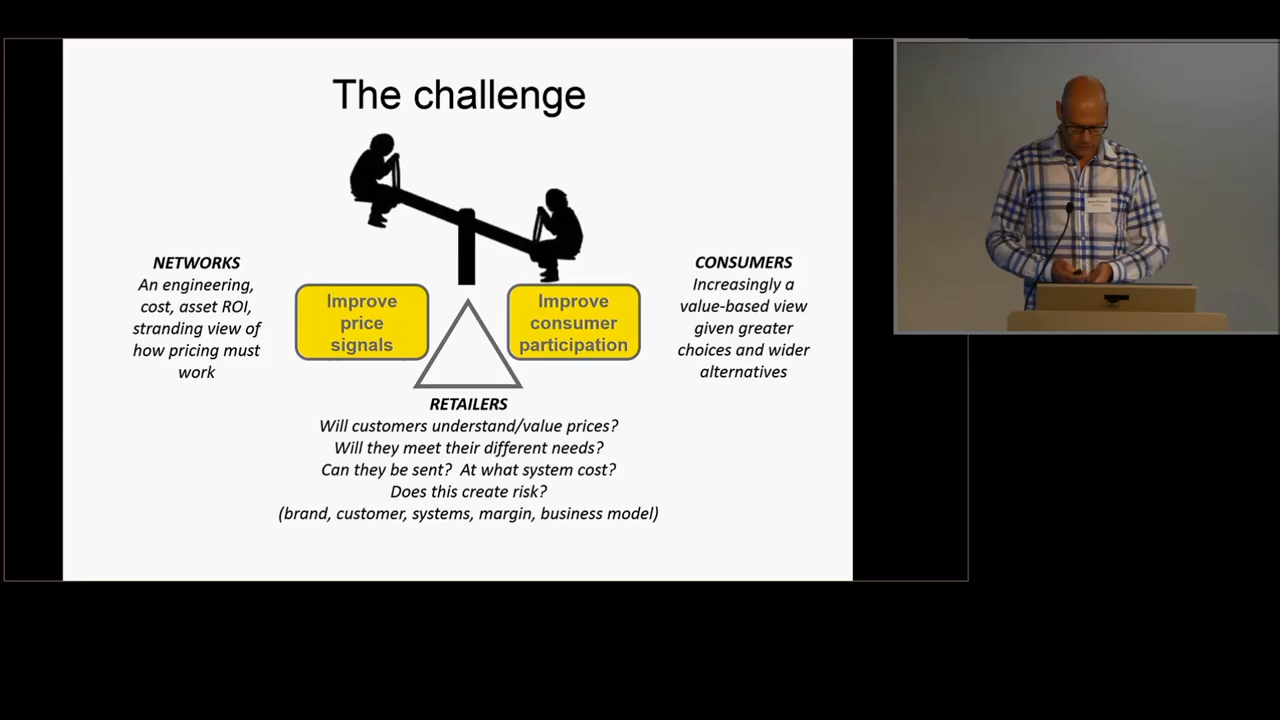 The challenge
NETWORKS
An engineering,
cost, asset ROI,
stranding view of
how pricing must
work
Improve
price
signals
Improve
consumer
participation
CONSUMERS
Increasingly a
value-based view
given greater
choices and wider
alternatives
RETAILERS
Will customers understand/value prices?
Will they meet their different needs?
Can they be sent? At what system cost?
Does this create risk?
(brand, customer, systems, margin, business model)